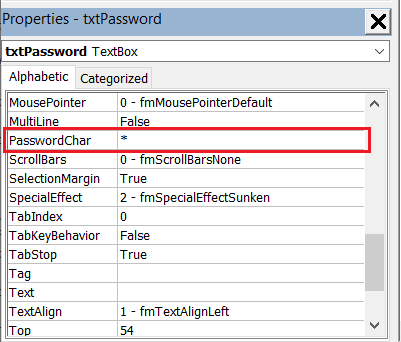 Properties - txtPassword
txtPassword TextBox
Alphabetic Categorized
MousePointer 0 - fmMousePointerDefault
MultiLine False
PasswordChar *
ScrollBars 0 - fmScrollBarsNone
SelectionMargin True
SpecialEffect 2 - fmSpecialEffectSunken
TabIndex 0
TabKeyBehavior False
TabStop True
Tag
Text
TextAlign 1 - fmTextAlignLeft
Top 54